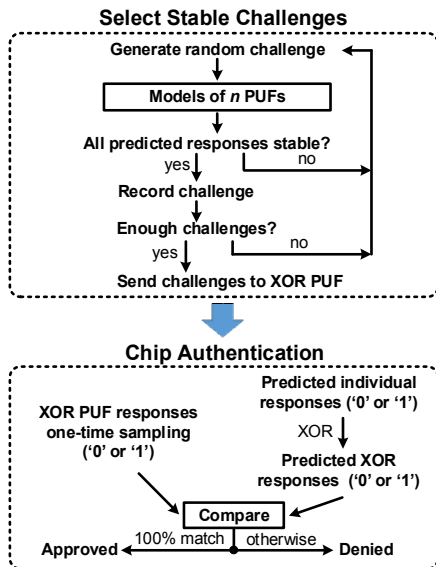 Select Stable Challenges
Generate random challenge
Models of n PUFs
All predicted responses stable?
yes
no
Record challenge
Enough challenges?
yes
no
Send challenges to XOR PUF
Chip Authentication
XOR PUF responses
one-time sampling
(‘0’ or ‘1’)
Predicted individual
responses (‘0’ or ‘1’)
XOR
Predicted XOR
responses (‘0’ or ‘1’)
Compare
100% match
otherwise
Approved
Denied